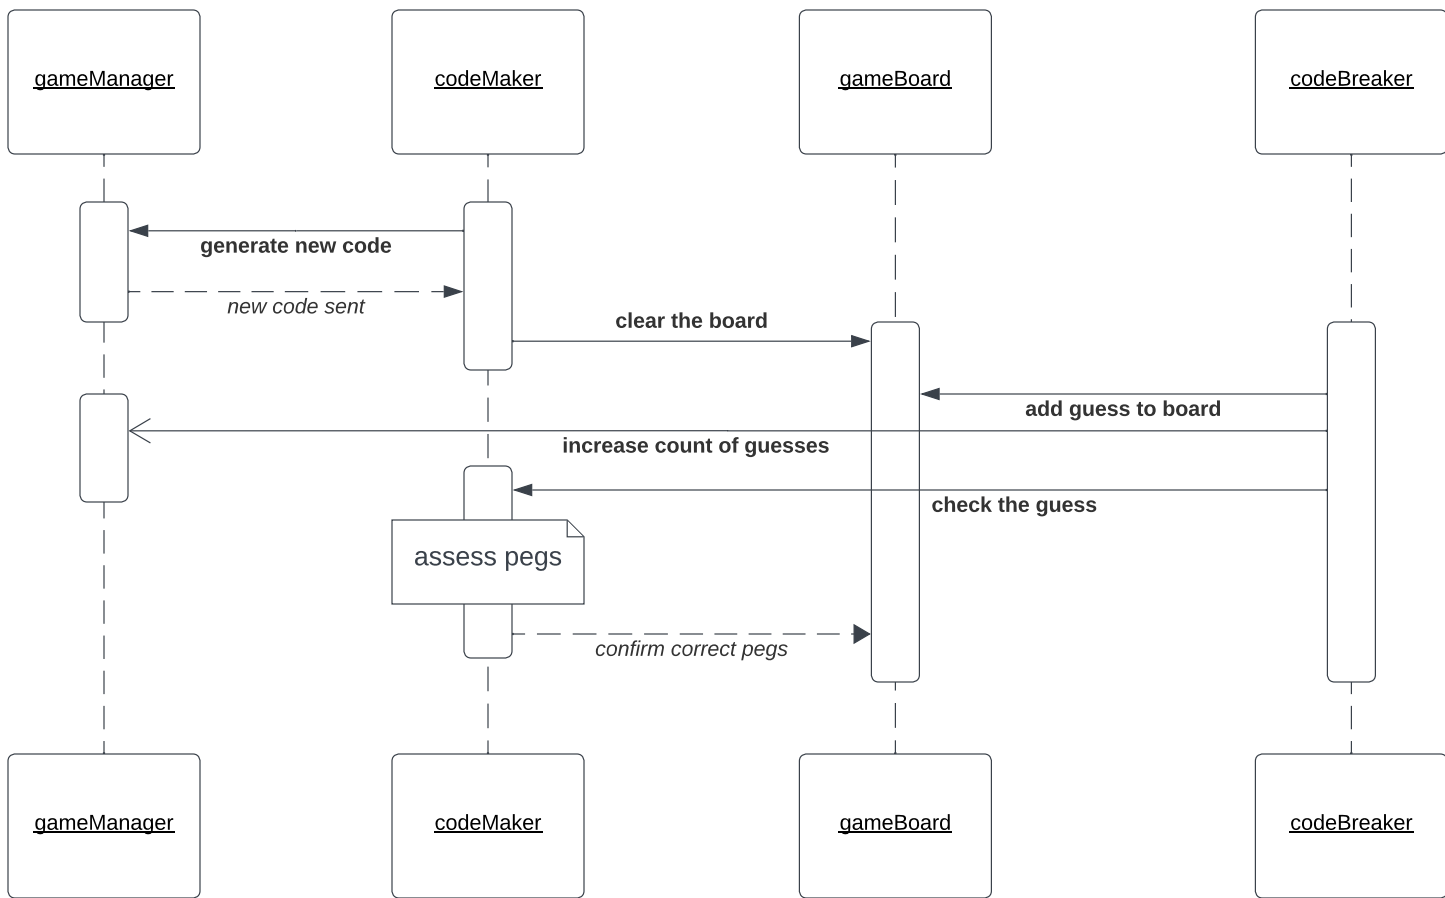 gameManager
codeMaker
gameBoard
codeBreaker
generate new code
new code sent
clear the board
add guess to board
increase count of guesses
check the guess
assess pegs
confirm correct pegs
gameManager
codeMaker
gameBoard
codeBreaker